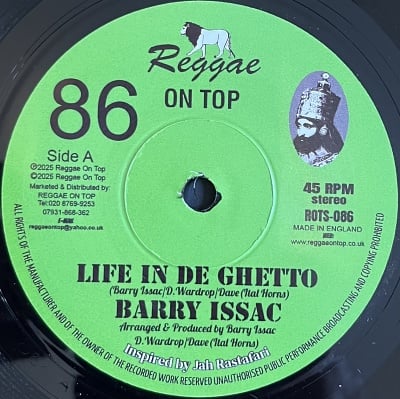 Reggae
ON TOP
86
Side A
℗2025 Reggae On Top
©2025 Reggae On Top
Marketed & Distributed by:
REGGAE ON TOP
Tel:020 8769-9253
07931-868-362
E-MAIL
reggaeontop@yahoo.co.uk
45 RPM
stereo
ROTS-086
MADE IN ENGLAND
www.reggaeontop.co.uk
LIFE IN DE GHETTO
(Barry Issac/D.Wardrop/Dave (Ital Horns)
BARRY ISSAC
Arranged & Produced by Barry Issac
D.Wardrop/Dave (Ital Horns)
Inspired by Jah Rastafari
ALL RIGHTS OF THE MANUFACTURER AND OF THE OWNER OF THE RECORDED WORK RESERVED UNAUTHORISED PUBLIC PERFORMANCE BROADCASTING AND COPYING PROHIBITED